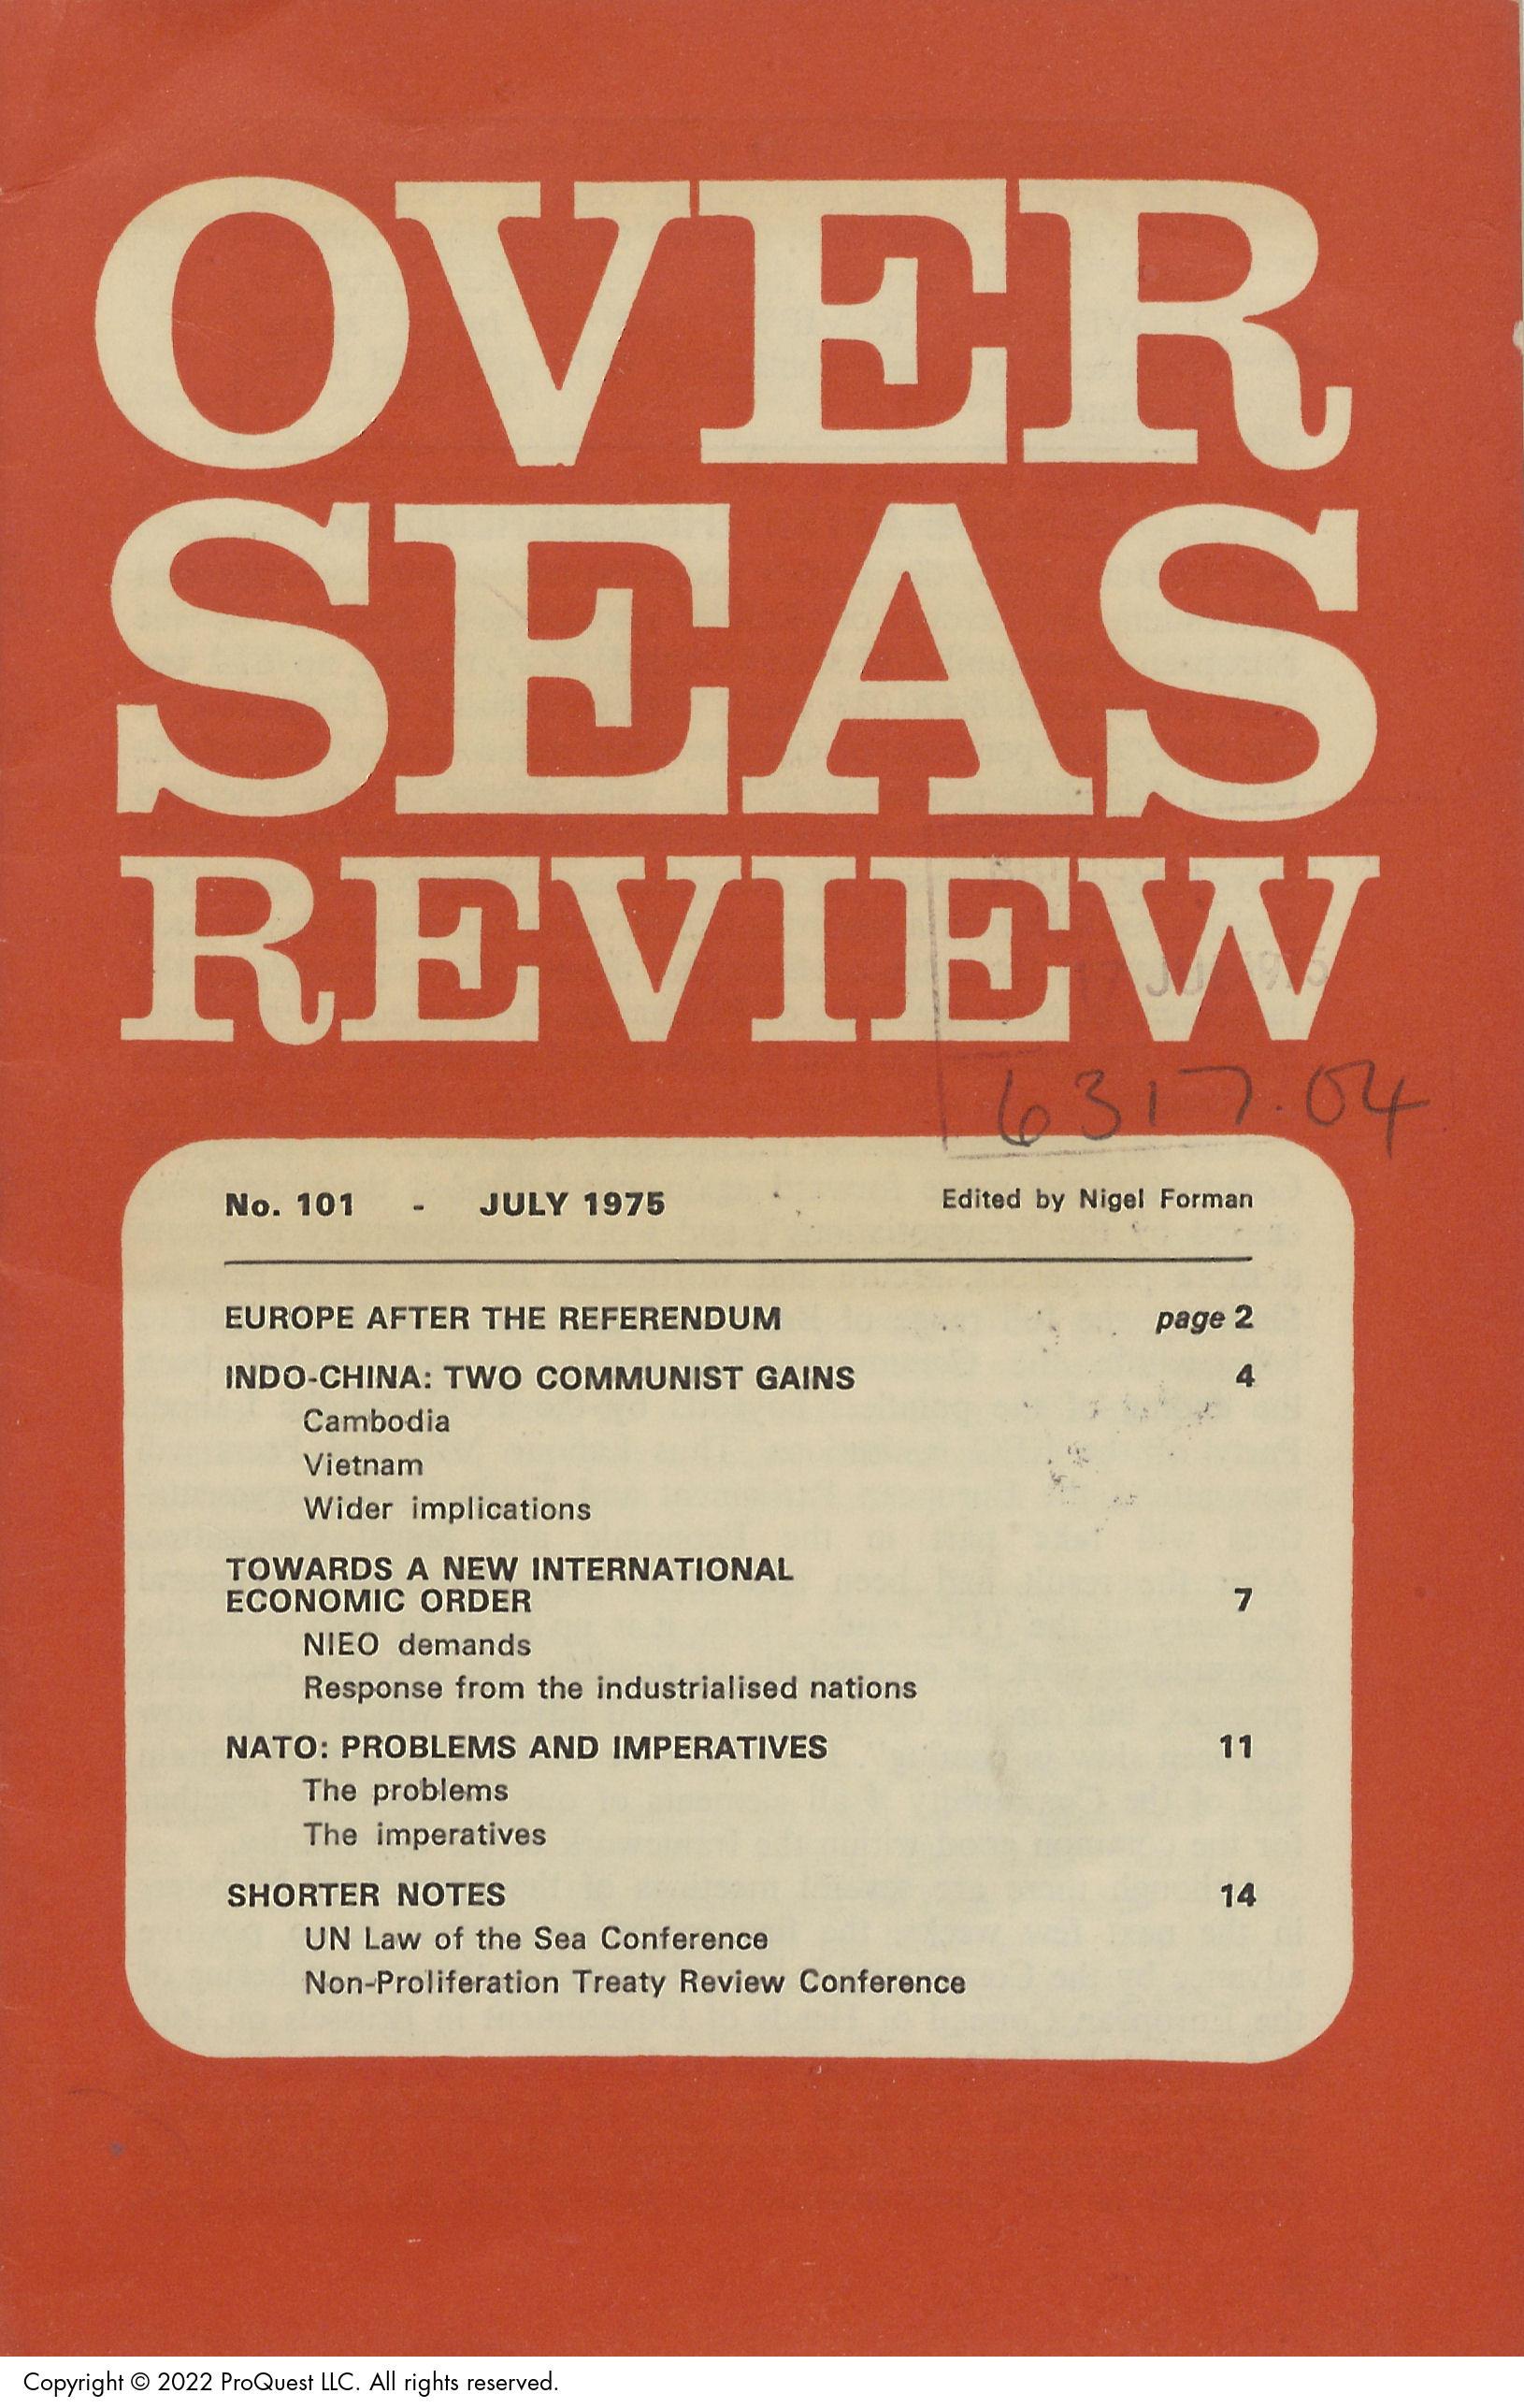 OVER
SEAS
REVIEW
6317.04
No. 101 - JULY 1975 Edited by Nigel Forman
EUROPE AFTER THE REFERENDUM page 2
INDO-CHINA: TWO COMMUNIST GAINS 4
Cambodia
Vietnam
Wider implications
TOWARDS A NEW INTERNATIONAL
ECONOMIC ORDER 7
NIEO demands
Response from the industrialised nations
NATO: PROBLEMS AND IMPERATIVES 11
The problems
The imperatives
SHORTER NOTES 14
UN Law of the Sea Conference
Non-Proliferation Treaty Review Conference
Copyright © 2022 ProQuest LLC. All rights reserved.